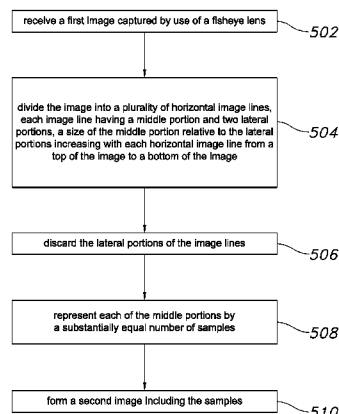 receive a first image captured by use of a fisheye lens
502
divide the image into a plurality of horizontal image lines,
each image line having a middle portion and two lateral
portions, a size of the middle portion relative to the lateral
portions increasing with each horizontal image line from a
top of the image to a bottom of the image
504
discard the lateral portions of the image lines
506
represent each of the middle portions by
a substantially equal number of samples
508
form a second image including the samples
510